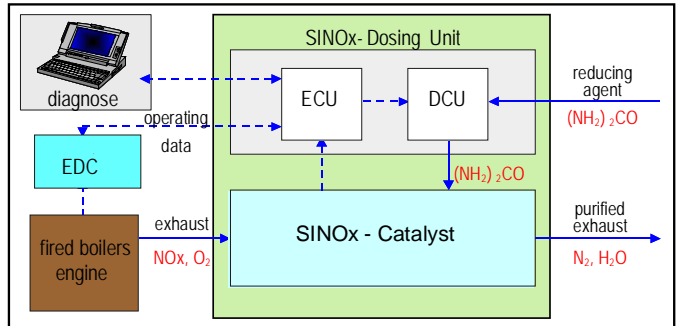 SINOx- Dosing Unit
diagnose
ECU
DCU
reducing
agent
(NH₂) ₂CO
operating
data
EDC
(NH₂) ₂CO
fired boilers
engine
exhaust
NOx, O₂
SINOx - Catalyst
purified
exhaust
N₂, H₂O